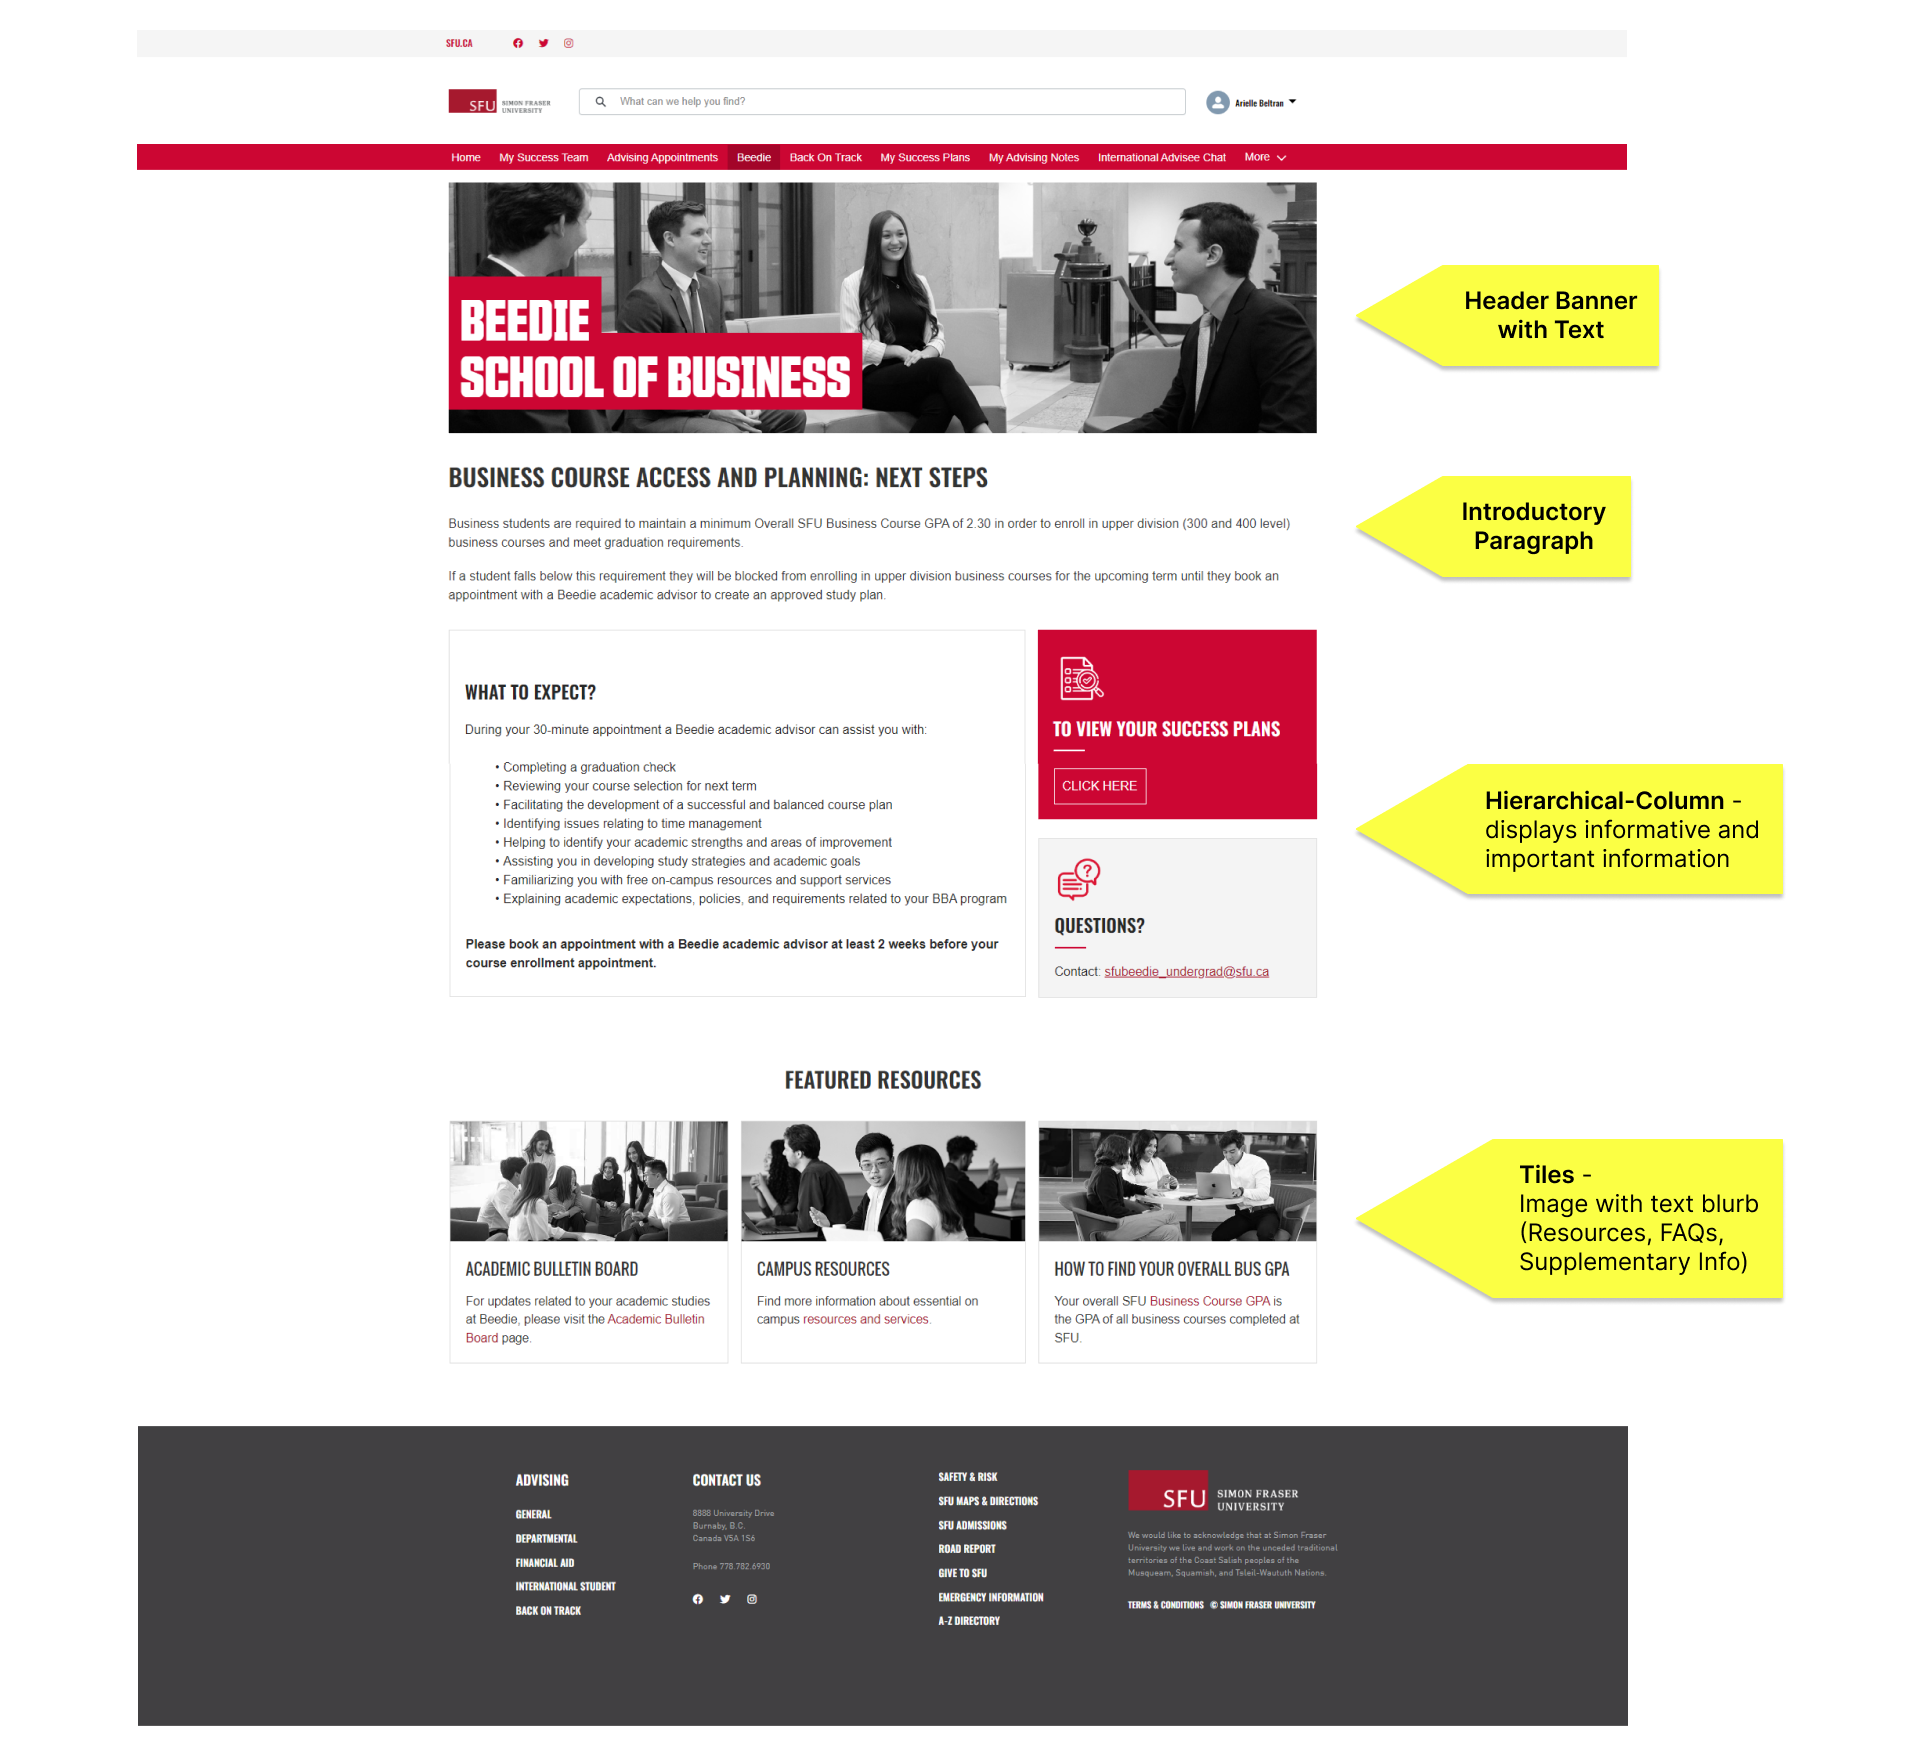 SFU.CA
SFU SIMON FRASER UNIVERSITY
What can we help you find?
Arielle Beltran
Home My Success Team Advising Appointments Beedie Back On Track My Success Plans My Advising Notes International Advisee Chat More
BEEDIE
SCHOOL OF BUSINESS
Header Banner
with Text
BUSINESS COURSE ACCESS AND PLANNING: NEXT STEPS
Business students are required to maintain a minimum Overall SFU Business Course GPA of 2.30 in order to enroll in upper division (300 and 400 level)
business courses and meet graduation requirements.
If a student falls below this requirement they will be blocked from enrolling in upper division business courses for the upcoming term until they book an
appointment with a Beedie academic advisor to create an approved study plan.
Introductory
Paragraph
WHAT TO EXPECT?
During your 30-minute appointment a Beedie academic advisor can assist you with:
• Completing a graduation check
• Reviewing your course selection for next term
• Facilitating the development of a successful and balanced course plan
• Identifying issues relating to time management
• Helping to identify your academic strengths and areas of improvement
• Assisting you in developing study strategies and academic goals
• Familiarizing you with free on-campus resources and support services
• Explaining academic expectations, policies, and requirements related to your BBA program
Please book an appointment with a Beedie academic advisor at least 2 weeks before your
course enrollment appointment.
TO VIEW YOUR SUCCESS PLANS
CLICK HERE
QUESTIONS?
Contact: sfubeedie_undergrad@sfu.ca
Hierarchical-Column -
displays informative and
important information
FEATURED RESOURCES
ACADEMIC BULLETIN BOARD
For updates related to your academic studies
at Beedie, please visit the Academic Bulletin
Board page.
CAMPUS RESOURCES
Find more information about essential on
campus resources and services.
HOW TO FIND YOUR OVERALL BUS GPA
Your overall SFU Business Course GPA is
the GPA of all business courses completed at
SFU.
Tiles -
Image with text blurb
(Resources, FAQs,
Supplementary Info)
ADVISING
GENERAL
DEPARTMENTAL
FINANCIAL AID
INTERNATIONAL STUDENT
BACK ON TRACK
CONTACT US
8888 University Drive
Burnaby, B.C.
Canada V5A 1S6
Phone 778.782.6930
SAFETY & RISK
SFU MAPS & DIRECTIONS
SFU ADMISSIONS
ROAD REPORT
GIVE TO SFU
EMERGENCY INFORMATION
A-Z DIRECTORY
SFU SIMON FRASER
UNIVERSITY
We would like to acknowledge that at Simon Fraser
University we live and work on the unceded traditional
territories of the Coast Salish peoples of the
Musqueam, Squamish, and Tsleil-Waututh Nations.
TERMS & CONDITIONS © SIMON FRASER UNIVERSITY